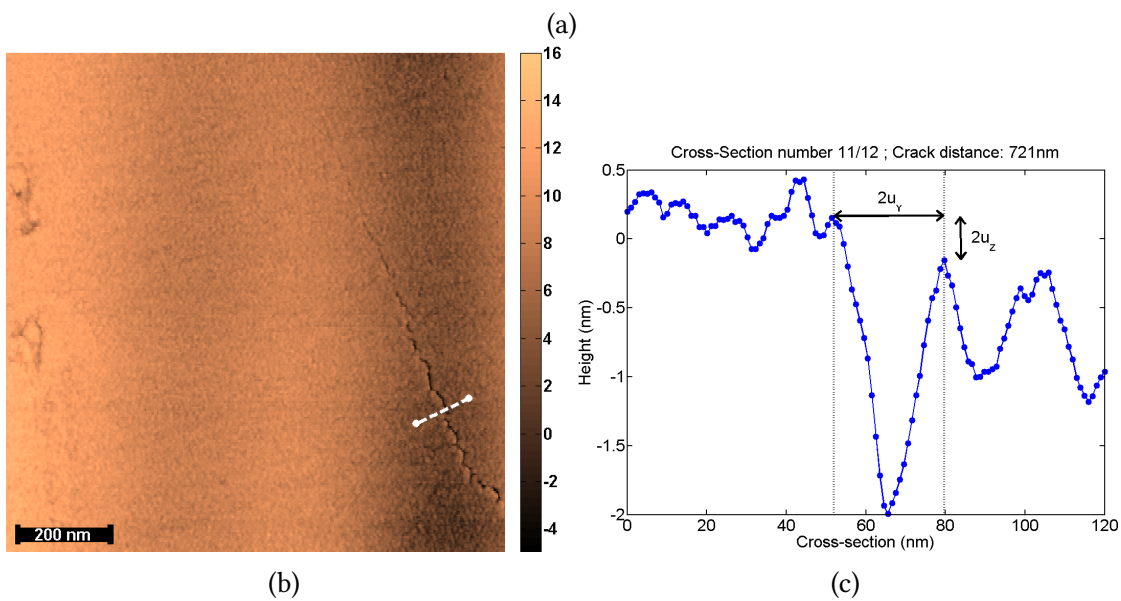 (a)
16
14
12
10
8
6
4
2
0
-2
-4
200 nm
Cross-Section number 11/12 ; Crack distance: 721nm
0.5
0
-0.5
-1
-1.5
-2
Height (nm)
2uY
2uZ
0 20 40 60 80 100 120
Cross-section (nm)
(b) (c)